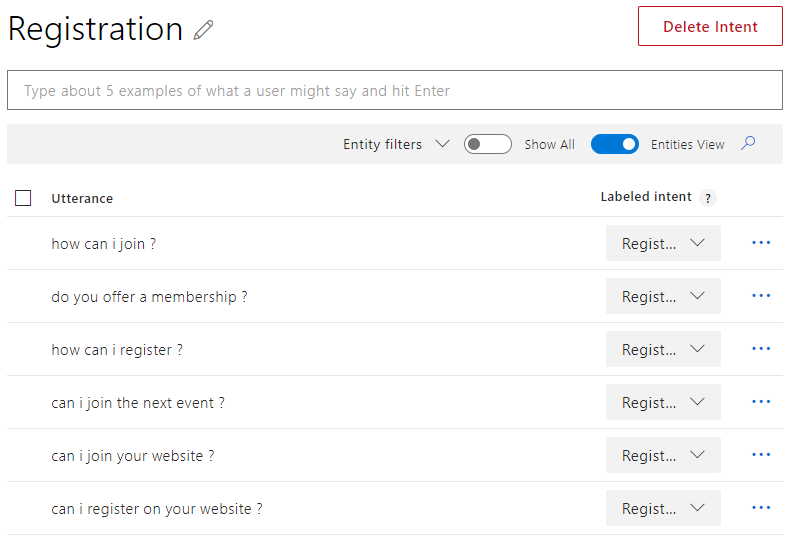 Registration
Delete Intent
Type about 5 examples of what a user might say and hit Enter
Entity filters Show All Entities View
Utterance Labeled intent ?
how can i join ? Regist...
do you offer a membership ? Regist...
how can i register ? Regist...
can i join the next event ? Regist...
can i join your website ? Regist...
can i register on your website ? Regist...